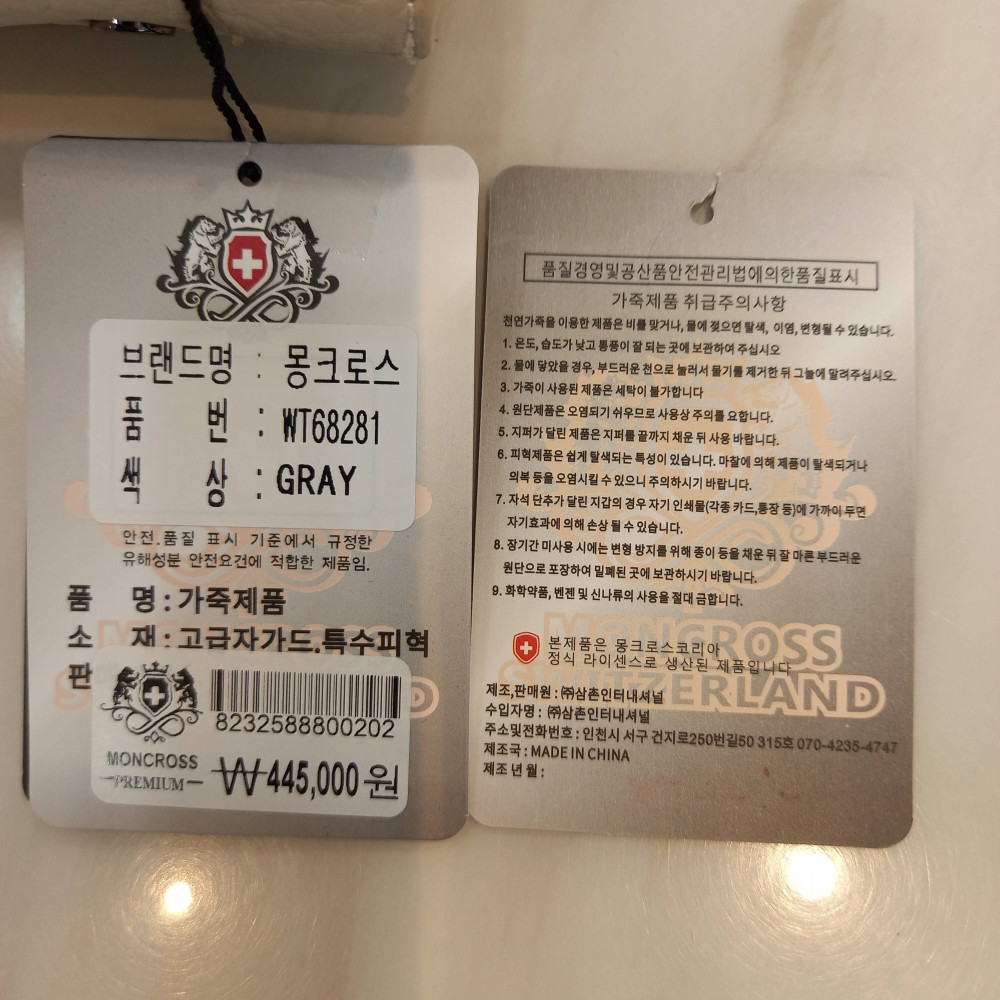 브랜드명 : 몽크로스
품 번 : WT68281
색 상 : GRAY
안전.품질 표시 기준에서 규정한
유해성분 안전요건에 적합한 제품임.
품 명 : 가죽제품
소 재 : 고급자가드.특수피혁
판
8232588800202
MONCROSS
PREMIUM
₩445,000원
품질경영및공산품안전관리법에의한품질표시
가죽제품 취급주의사항
천연가죽을 이용한 제품은 비를 맞거나, 물에 젖으면 탈색, 이염, 변형될 수 있습니다.
1. 온도, 습도가 낮고 통풍이 잘 되는 곳에 보관하여 주십시오
2. 물에 닿았을 경우, 부드러운 천으로 눌러서 물기를 제거한 뒤 그늘에 말려주십시오.
3. 가죽이 사용된 제품은 세탁이 불가합니다
4. 원단제품은 오염되기 쉬우므로 사용상 주의를 요합니다.
5. 지퍼가 달린 제품은 지퍼를 끝까지 채운 뒤 사용 바랍니다.
6. 피혁제품은 쉽게 탈색되는 특성이 있습니다. 마찰에 의해 제품이 탈색되거나
의복 등을 오염시킬 수 있으니 주의하시기 바랍니다.
7. 자석 단추가 달린 지갑의 경우 자기 인쇄물(각종 카드,통장 등)에 가까이 두면
자기효과에 의해 손상 될 수 있습니다.
8. 장기간 미사용 시에는 변형 방지를 위해 종이 등을 채운 뒤 잘 마른 부드러운
원단으로 포장하여 밀폐된 곳에 보관하시기 바랍니다.
9. 화학약품, 벤젠 및 신나류의 사용을 절대 금합니다.
MONCROSS
SWITZERLAND
본제품은 몽크로스코리아
정식 라이센스로 생산된 제품입니다
제조,판매원 : ㈜삼촌인터내셔널
수입자명 : ㈜삼촌인터내셔널
주소및전화번호 : 인천시 서구 건지로250번길50 315호 070-4235-4747
제조국 : MADE IN CHINA
제조년월 :